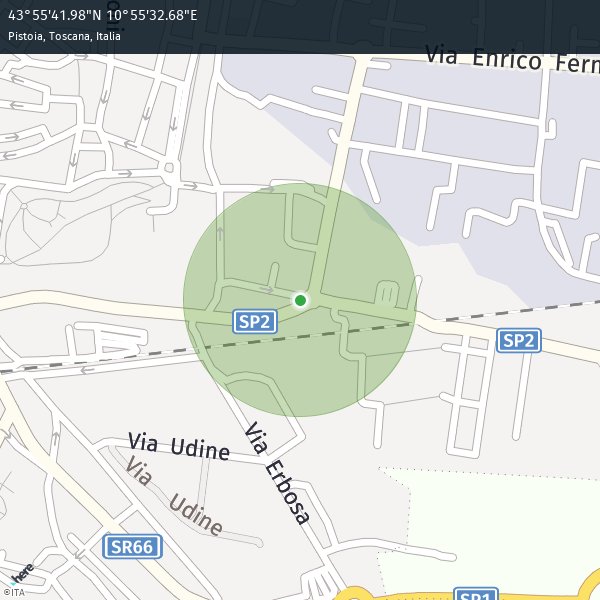 43°55'41.98"N 10°55'32.68"E
Pistoia, Toscana, Italia
Via Enrico Ferm
SP2
SP2
Via Udine
Via Erbosa
Via Udine
SR66
SP1
here
©ITA